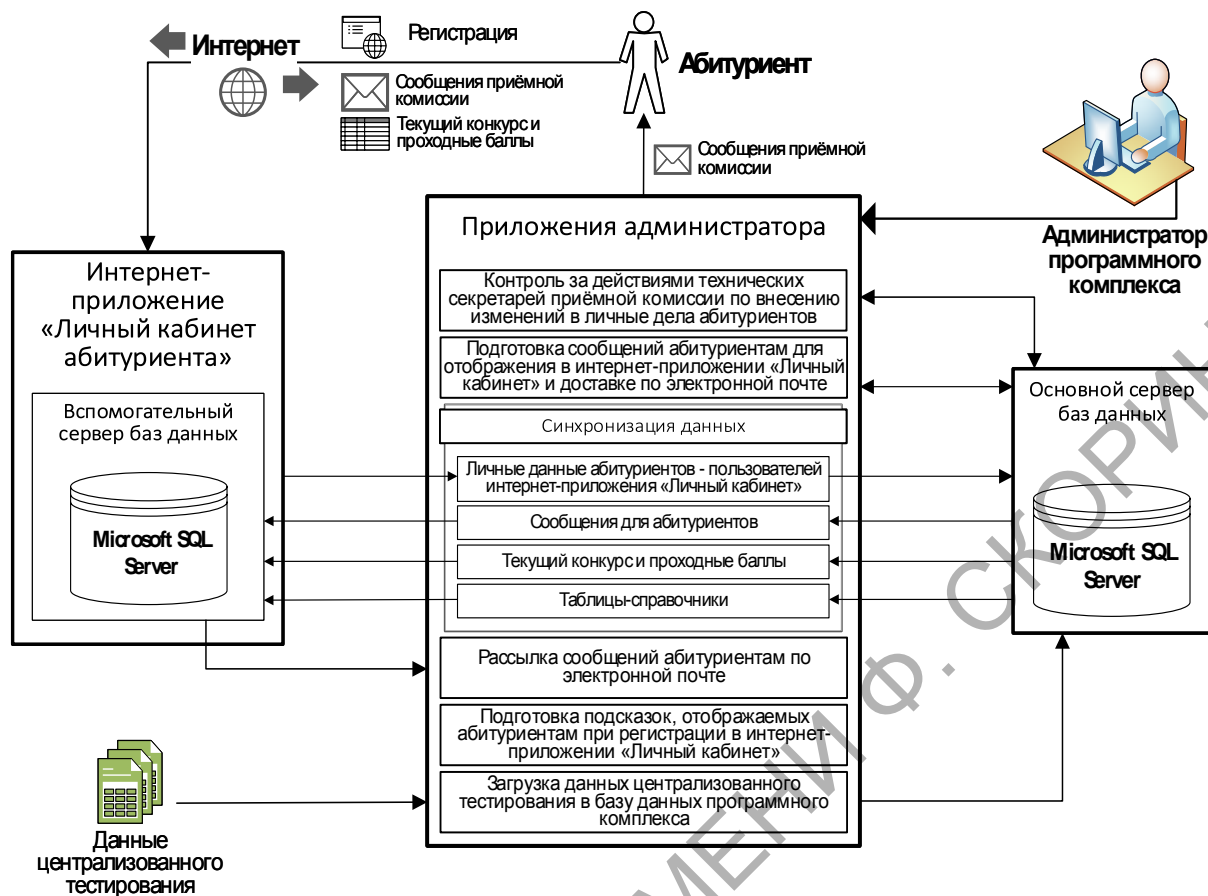 Интернет
Регистрация
Сообщения приёмной
комиссии
Текущий конкурс и
проходные баллы
Абитуриент
Сообщения приёмной
комиссии
Администратор
программного
комплекса
Интернет-
приложение
«Личный кабинет
абитуриента»
Вспомогательный
сервер баз данных
Microsoft SQL
Server
Приложения администратора
Контроль за действиями технических
секретарей приёмной комиссии по внесению
изменений в личные дела абитуриентов
Подготовка сообщений абитуриентам для
отображения в интернет-приложении «Личный
кабинет» и доставке по электронной почте
Синхронизация данных
Личные данные абитуриентов - пользователей
интернет-приложения «Личный кабинет»
Сообщения для абитуриентов
Текущий конкурс и проходные баллы
Таблицы-справочники
Рассылка сообщений абитуриентам по
электронной почте
Подготовка подсказок, отображаемых
абитуриентам при регистрации в интернет-
приложении «Личный кабинет»
Загрузка данных централизованного
тестирования в базу данных программного
комплекса
Основной сервер
баз данных
Microsoft SQL
Server
Данные
централизованного
тестирования
Ф.